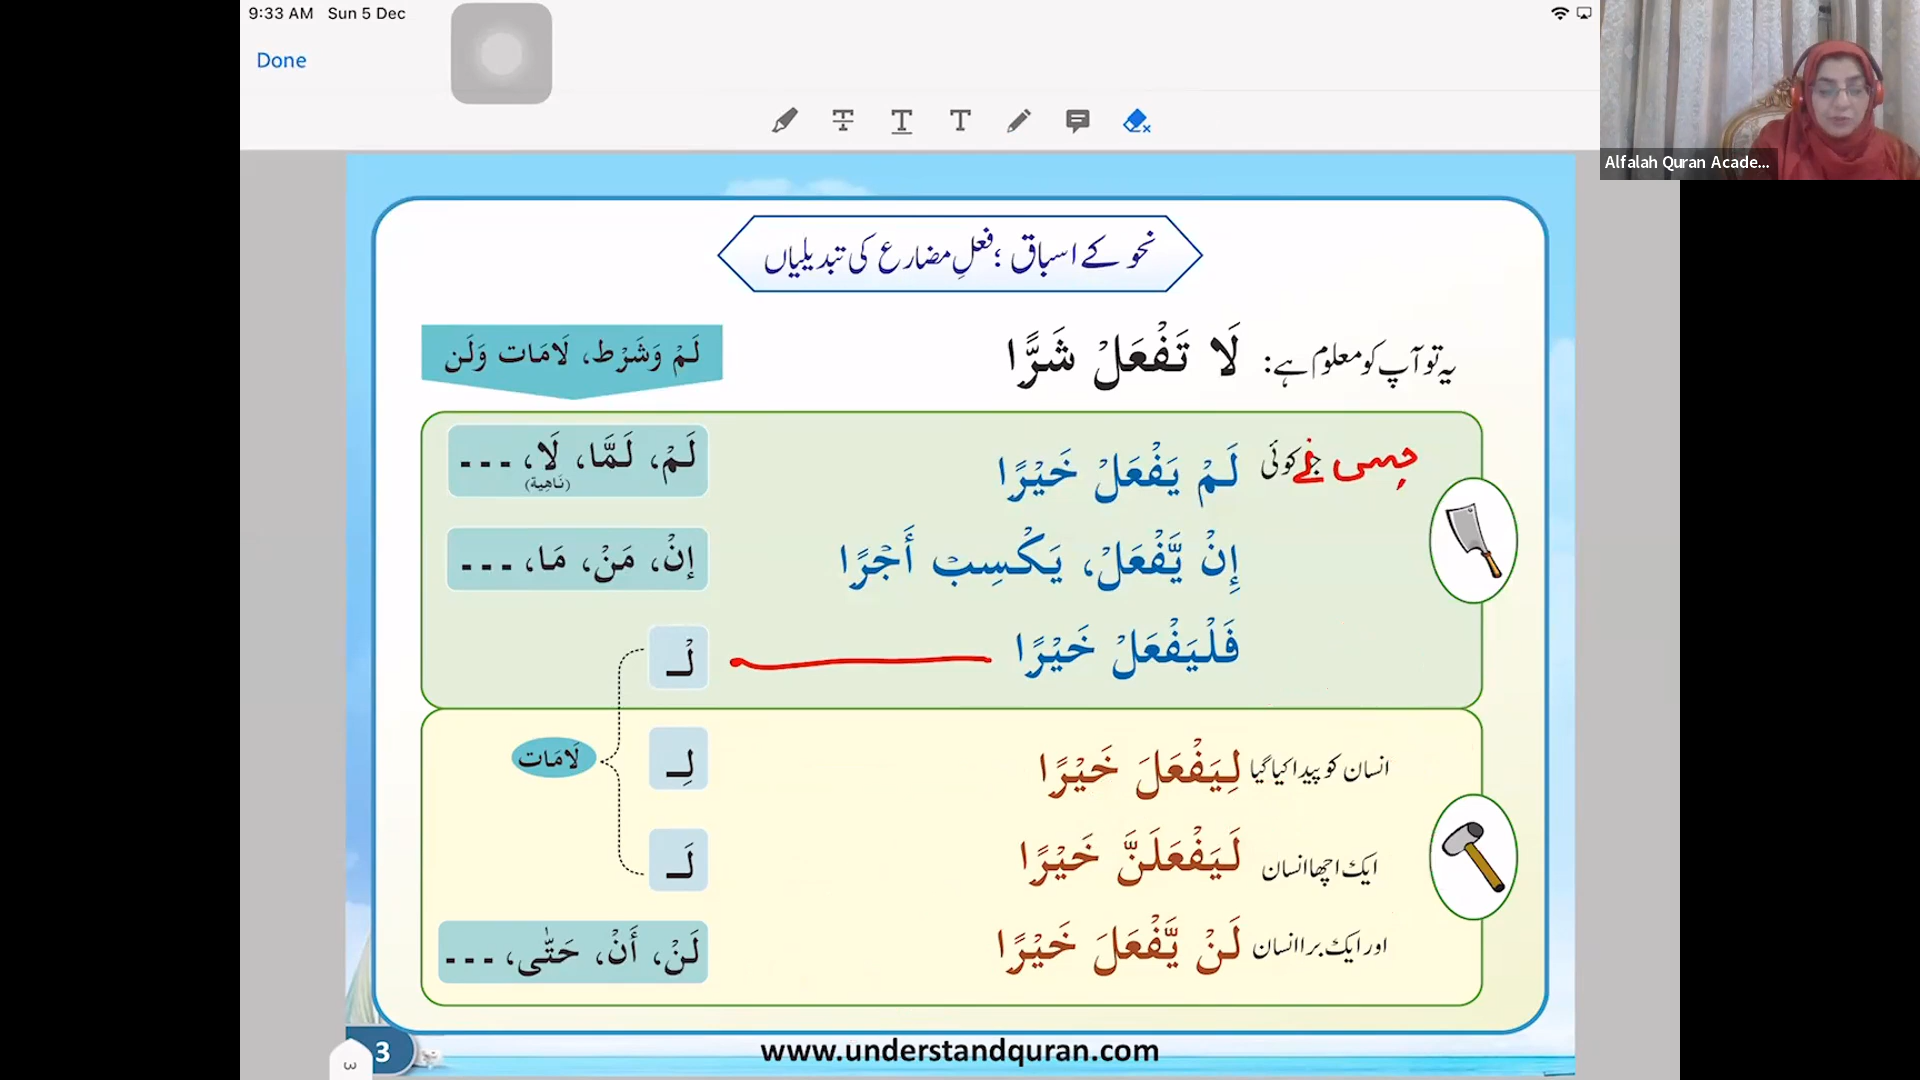 9:33 AM Sun 5 Dec
Done
Alfalah Quran Acade...
نحو کے اسباق ؛ فعلِ مضارع کی تبدیلیاں
یہ تو آپ کو معلوم ہے: لَا تَفْعَلْ شَرًّا
لَمْ وَشَرْط، لَامَات وَلَن
کوئی لَمْ يَفْعَلْ خَيْرًا
لَمْ، لَمَّا، لَا، ---
(نَاهِية)
إِنْ يَّفْعَلْ، يَكْسِبْ أَجْرًا
إِنْ، مَنْ، مَا، ---
فَلْيَفْعَلْ خَيْرًا
لْـ
انسان کو پیدا کیا گیا لِيَفْعَلَ خَيْرًا
لِـ
لَامَات
ایک اچھا انسان لَيَفْعَلَنَّ خَيْرًا
لَـ
اور ایک برا انسان لَنْ يَّفْعَلَ خَيْرًا
لَنْ، أَنْ، حَتّٰى، ---
3
www.understandquran.com